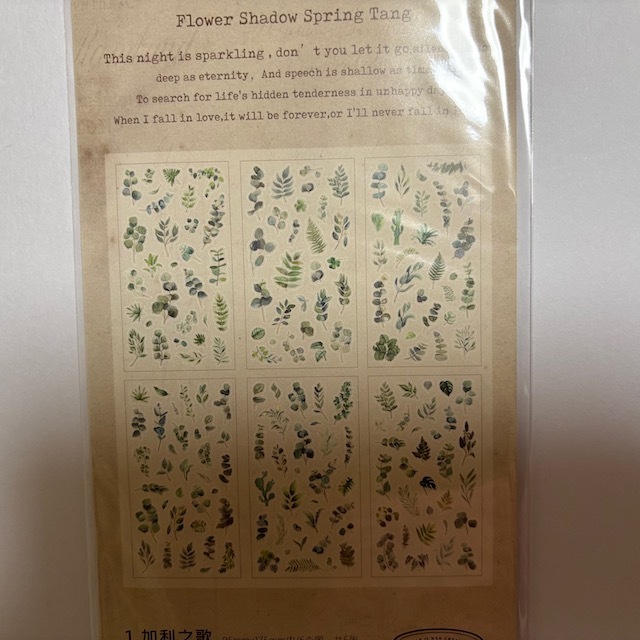 Flower Shadow Spring Tang
This night is sparkling,don't you let it go,
deep as eternity, And speech is shallow as
To search for life's hidden tenderness in unhappy
When I fall in love,it will be forever,or I'll never fall in
1.加利之歌